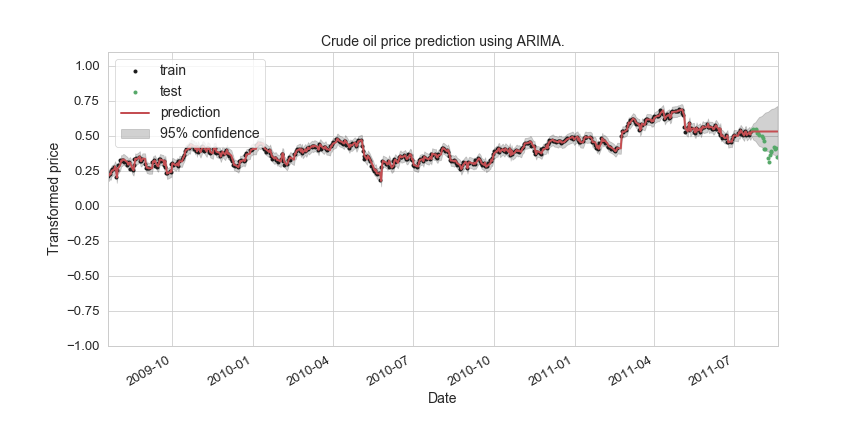 Crude oil price prediction using ARIMA.
train
test
prediction
95% confidence
1.00
0.75
0.50
0.25
0.00
−0.25
−0.50
−0.75
−1.00
Transformed price
2009-10
2010-01
2010-04
2010-07
2010-10
2011-01
2011-04
2011-07
Date